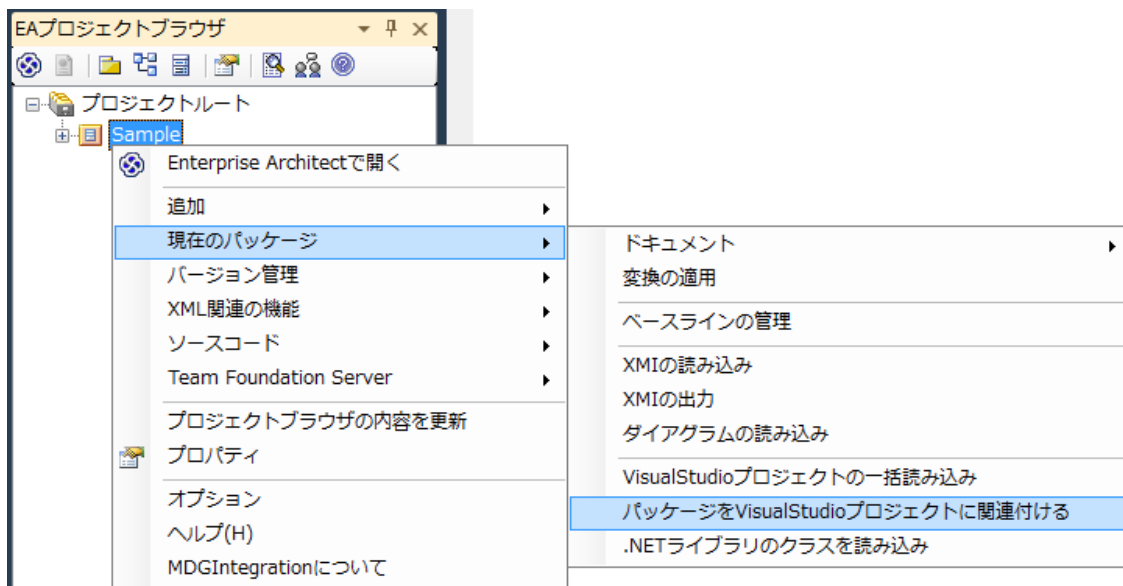 EAプロジェクトブラウザ
プロジェクトルート
Sample
Enterprise Architectで開く
追加
現在のパッケージ
バージョン管理
XML関連の機能
ソースコード
Team Foundation Server
プロジェクトブラウザの内容を更新
プロパティ
オプション
ヘルプ(H)
MDGIntegrationについて
ドキュメント
変換の適用
ベースラインの管理
XMIの読み込み
XMIの出力
ダイアグラムの読み込み
VisualStudioプロジェクトの一括読み込み
パッケージをVisualStudioプロジェクトに関連付ける
.NETライブラリのクラスを読み込み